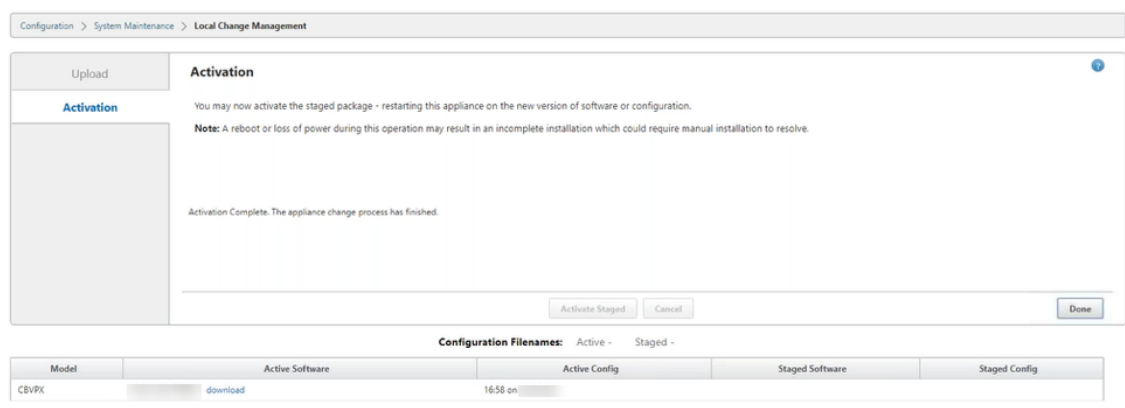 Configuration > System Maintenance > Local Change Management
Upload
Activation
Activation
You may now activate the staged package - restarting this appliance on the new version of software or configuration.
Note: A reboot or loss of power during this operation may result in an incomplete installation which could require manual installation to resolve.
Activation Complete. The appliance change process has finished.
Activate Staged Cancel Done
Configuration Filenames: Active - Staged -
Model Active Software Active Config Staged Software Staged Config
CBVPX download 16:58 on